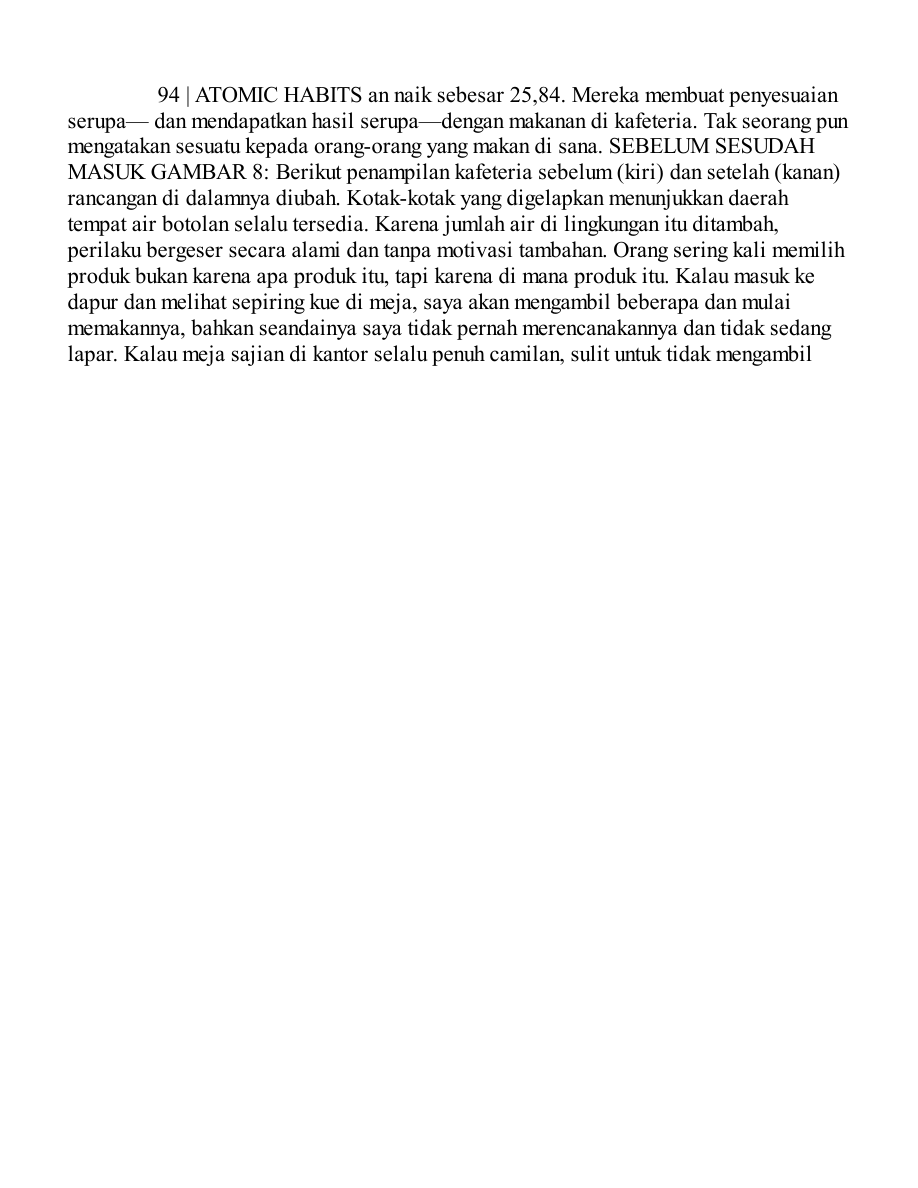 94 | ATOMIC HABITS an naik sebesar 25,84. Mereka membuat penyesuaian
serupa— dan mendapatkan hasil serupa—dengan makanan di kafeteria. Tak seorang pun
mengatakan sesuatu kepada orang-orang yang makan di sana. SEBELUM SESUDAH
MASUK GAMBAR 8: Berikut penampilan kafeteria sebelum (kiri) dan setelah (kanan)
rancangan di dalamnya diubah. Kotak-kotak yang digelapkan menunjukkan daerah
tempat air botolan selalu tersedia. Karena jumlah air di lingkungan itu ditambah,
perilaku bergeser secara alami dan tanpa motivasi tambahan. Orang sering kali memilih
produk bukan karena apa produk itu, tapi karena di mana produk itu. Kalau masuk ke
dapur dan melihat sepiring kue di meja, saya akan mengambil beberapa dan mulai
memakannya, bahkan seandainya saya tidak pernah merencanakannya dan tidak sedang
lapar. Kalau meja sajian di kantor selalu penuh camilan, sulit untuk tidak mengambil